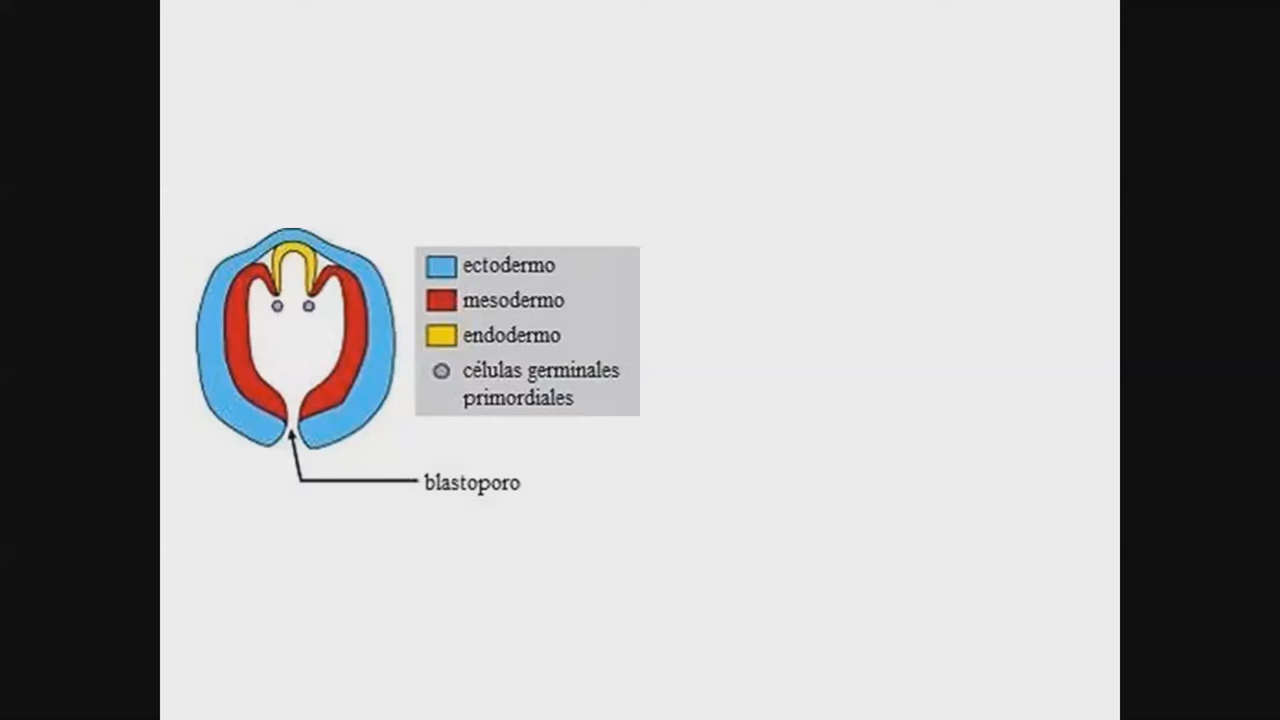 ectodermo
mesodermo
endodermo
células germinales
primordiales
blastoporo